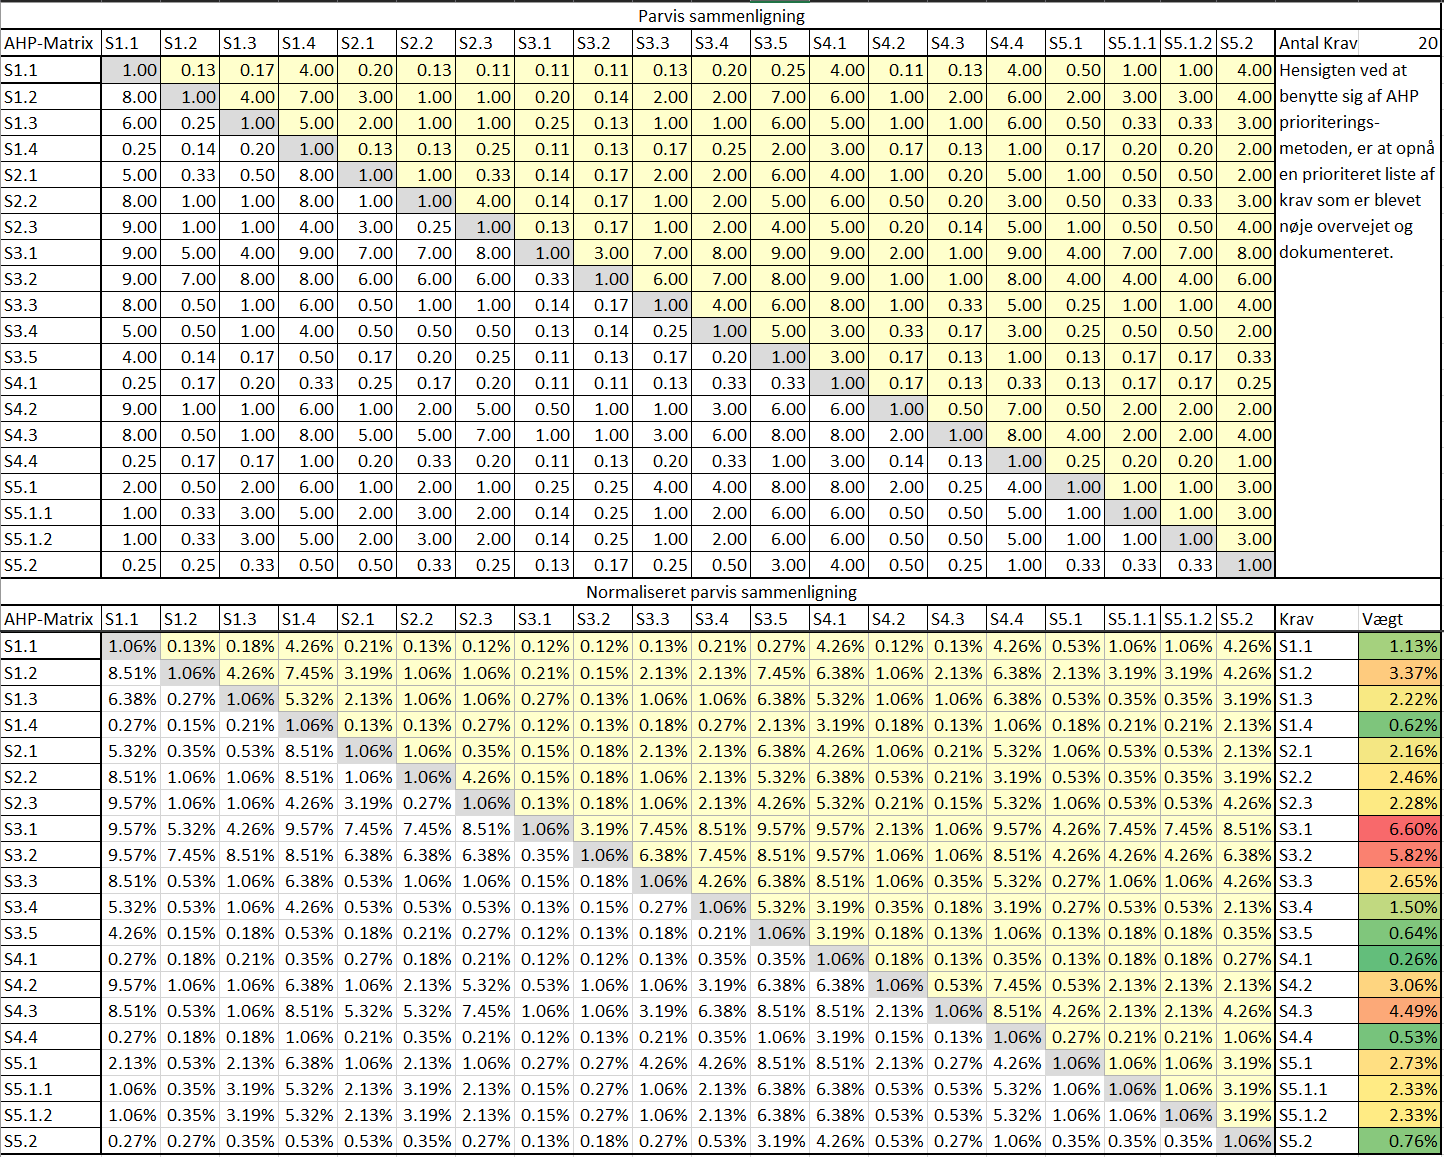 Parvis sammenligning
AHP-Matrix S1.1 S1.2 S1.3 S1.4 S2.1 S2.2 S2.3 S3.1 S3.2 S3.3 S3.4 S3.5 S4.1 S4.2 S4.3 S4.4 S5.1 S5.1.1 S5.1.2 S5.2 Antal Krav 20
S1.1 1.00 0.13 0.17 4.00 0.20 0.13 0.11 0.11 0.11 0.13 0.20 0.25 4.00 0.11 0.13 4.00 0.50 1.00 1.00 4.00 Hensigten ved at
S1.2 8.00 1.00 4.00 7.00 3.00 1.00 1.00 0.20 0.14 2.00 2.00 7.00 6.00 1.00 2.00 6.00 2.00 3.00 3.00 4.00 benytte sig af AHP
S1.3 6.00 0.25 1.00 5.00 2.00 1.00 1.00 0.25 0.13 1.00 1.00 6.00 5.00 1.00 1.00 6.00 0.50 0.33 0.33 3.00 prioriterings-
S1.4 0.25 0.14 0.20 1.00 0.13 0.13 0.25 0.11 0.13 0.17 0.25 2.00 3.00 0.17 0.13 1.00 0.17 0.20 0.20 2.00 metoden, er at opnå
S2.1 5.00 0.33 0.50 8.00 1.00 1.00 0.33 0.14 0.17 2.00 2.00 6.00 4.00 1.00 0.20 5.00 1.00 0.50 0.50 2.00 en prioriteret liste af
S2.2 8.00 1.00 1.00 8.00 1.00 1.00 4.00 0.14 0.17 1.00 2.00 5.00 6.00 0.50 0.20 3.00 0.50 0.33 0.33 3.00 krav som er blevet
S2.3 9.00 1.00 1.00 4.00 3.00 0.25 1.00 0.13 0.17 1.00 2.00 4.00 5.00 0.20 0.14 5.00 1.00 0.50 0.50 4.00 nøje overvejet og
S3.1 9.00 5.00 4.00 9.00 7.00 7.00 8.00 1.00 3.00 7.00 8.00 9.00 9.00 2.00 1.00 9.00 4.00 7.00 7.00 8.00 dokumenteret.
S3.2 9.00 7.00 8.00 8.00 6.00 6.00 6.00 0.33 1.00 6.00 7.00 8.00 9.00 1.00 1.00 8.00 4.00 4.00 4.00 6.00
S3.3 8.00 0.50 1.00 6.00 0.50 1.00 1.00 0.14 0.17 1.00 4.00 6.00 8.00 1.00 0.33 5.00 0.25 1.00 1.00 4.00
S3.4 5.00 0.50 1.00 4.00 0.50 0.50 0.50 0.13 0.14 0.25 1.00 5.00 3.00 0.33 0.17 3.00 0.25 0.50 0.50 2.00
S3.5 4.00 0.14 0.17 0.50 0.17 0.20 0.25 0.11 0.13 0.17 0.20 1.00 3.00 0.17 0.13 1.00 0.13 0.17 0.17 0.33
S4.1 0.25 0.17 0.20 0.33 0.25 0.17 0.20 0.11 0.11 0.13 0.33 0.33 1.00 0.17 0.13 0.33 0.13 0.17 0.17 0.25
S4.2 9.00 1.00 1.00 6.00 1.00 2.00 5.00 0.50 1.00 1.00 3.00 6.00 6.00 1.00 0.50 7.00 0.50 2.00 2.00 2.00
S4.3 8.00 0.50 1.00 8.00 5.00 5.00 7.00 1.00 1.00 3.00 6.00 8.00 8.00 2.00 1.00 8.00 4.00 2.00 2.00 4.00
S4.4 0.25 0.17 0.17 1.00 0.20 0.33 0.20 0.11 0.13 0.20 0.33 1.00 3.00 0.14 0.13 1.00 0.25 0.20 0.20 1.00
S5.1 2.00 0.50 2.00 6.00 1.00 2.00 1.00 0.25 0.25 4.00 4.00 8.00 8.00 2.00 0.25 4.00 1.00 1.00 1.00 3.00
S5.1.1 1.00 0.33 3.00 5.00 2.00 3.00 2.00 0.14 0.25 1.00 2.00 6.00 6.00 0.50 0.50 5.00 1.00 1.00 1.00 3.00
S5.1.2 1.00 0.33 3.00 5.00 2.00 3.00 2.00 0.14 0.25 1.00 2.00 6.00 6.00 0.50 0.50 5.00 1.00 1.00 1.00 3.00
S5.2 0.25 0.25 0.33 0.50 0.50 0.33 0.25 0.13 0.17 0.25 0.50 3.00 4.00 0.50 0.25 1.00 0.33 0.33 0.33 1.00
Normaliseret parvis sammenligning
AHP-Matrix S1.1 S1.2 S1.3 S1.4 S2.1 S2.2 S2.3 S3.1 S3.2 S3.3 S3.4 S3.5 S4.1 S4.2 S4.3 S4.4 S5.1 S5.1.1 S5.1.2 S5.2 Krav Vægt
S1.1 1.06% 0.13% 0.18% 4.26% 0.21% 0.13% 0.12% 0.12% 0.12% 0.13% 0.21% 0.27% 4.26% 0.12% 0.13% 4.26% 0.53% 1.06% 1.06% 4.26% S1.1 1.13%
S1.2 8.51% 1.06% 4.26% 7.45% 3.19% 1.06% 1.06% 0.21% 0.15% 2.13% 2.13% 7.45% 6.38% 1.06% 2.13% 6.38% 2.13% 3.19% 3.19% 4.26% S1.2 3.37%
S1.3 6.38% 0.27% 1.06% 5.32% 2.13% 1.06% 1.06% 0.27% 0.13% 1.06% 1.06% 6.38% 5.32% 1.06% 1.06% 6.38% 0.53% 0.35% 0.35% 3.19% S1.3 2.22%
S1.4 0.27% 0.15% 0.21% 1.06% 0.13% 0.13% 0.27% 0.12% 0.13% 0.18% 0.27% 2.13% 3.19% 0.18% 0.13% 1.06% 0.18% 0.21% 0.21% 2.13% S1.4 0.62%
S2.1 5.32% 0.35% 0.53% 8.51% 1.06% 1.06% 0.35% 0.15% 0.18% 2.13% 2.13% 6.38% 4.26% 1.06% 0.21% 5.32% 1.06% 0.53% 0.53% 2.13% S2.1 2.16%
S2.2 8.51% 1.06% 1.06% 8.51% 1.06% 1.06% 4.26% 0.15% 0.18% 1.06% 2.13% 5.32% 6.38% 0.53% 0.21% 3.19% 0.53% 0.35% 0.35% 3.19% S2.2 2.46%
S2.3 9.57% 1.06% 1.06% 4.26% 3.19% 0.27% 1.06% 0.13% 0.18% 1.06% 2.13% 4.26% 5.32% 0.21% 0.15% 5.32% 1.06% 0.53% 0.53% 4.26% S2.3 2.28%
S3.1 9.57% 5.32% 4.26% 9.57% 7.45% 7.45% 8.51% 1.06% 3.19% 7.45% 8.51% 9.57% 9.57% 2.13% 1.06% 9.57% 4.26% 7.45% 7.45% 8.51% S3.1 6.60%
S3.2 9.57% 7.45% 8.51% 8.51% 6.38% 6.38% 6.38% 0.35% 1.06% 6.38% 7.45% 8.51% 9.57% 1.06% 1.06% 8.51% 4.26% 4.26% 4.26% 6.38% S3.2 5.82%
S3.3 8.51% 0.53% 1.06% 6.38% 0.53% 1.06% 1.06% 0.15% 0.18% 1.06% 4.26% 6.38% 8.51% 1.06% 0.35% 5.32% 0.27% 1.06% 1.06% 4.26% S3.3 2.65%
S3.4 5.32% 0.53% 1.06% 4.26% 0.53% 0.53% 0.53% 0.13% 0.15% 0.27% 1.06% 5.32% 3.19% 0.35% 0.18% 3.19% 0.27% 0.53% 0.53% 2.13% S3.4 1.50%
S3.5 4.26% 0.15% 0.18% 0.53% 0.18% 0.21% 0.27% 0.12% 0.13% 0.18% 0.21% 1.06% 3.19% 0.18% 0.13% 1.06% 0.13% 0.18% 0.18% 0.35% S3.5 0.64%
S4.1 0.27% 0.18% 0.21% 0.35% 0.27% 0.18% 0.21% 0.12% 0.12% 0.13% 0.35% 0.35% 1.06% 0.18% 0.13% 0.35% 0.13% 0.18% 0.18% 0.27% S4.1 0.26%
S4.2 9.57% 1.06% 1.06% 6.38% 1.06% 2.13% 5.32% 0.53% 1.06% 1.06% 3.19% 6.38% 6.38% 1.06% 0.53% 7.45% 0.53% 2.13% 2.13% 2.13% S4.2 3.06%
S4.3 8.51% 0.53% 1.06% 8.51% 5.32% 5.32% 7.45% 1.06% 1.06% 3.19% 6.38% 8.51% 8.51% 2.13% 1.06% 8.51% 4.26% 2.13% 2.13% 4.26% S4.3 4.49%
S4.4 0.27% 0.18% 0.18% 1.06% 0.21% 0.35% 0.21% 0.12% 0.13% 0.21% 0.35% 1.06% 3.19% 0.15% 0.13% 1.06% 0.27% 0.21% 0.21% 1.06% S4.4 0.53%
S5.1 2.13% 0.53% 2.13% 6.38% 1.06% 2.13% 1.06% 0.27% 0.27% 4.26% 4.26% 8.51% 8.51% 2.13% 0.27% 4.26% 1.06% 1.06% 1.06% 3.19% S5.1 2.73%
S5.1.1 1.06% 0.35% 3.19% 5.32% 2.13% 3.19% 2.13% 0.15% 0.27% 1.06% 2.13% 6.38% 6.38% 0.53% 0.53% 5.32% 1.06% 1.06% 1.06% 3.19% S5.1.1 2.33%
S5.1.2 1.06% 0.35% 3.19% 5.32% 2.13% 3.19% 2.13% 0.15% 0.27% 1.06% 2.13% 6.38% 6.38% 0.53% 0.53% 5.32% 1.06% 1.06% 1.06% 3.19% S5.1.2 2.33%
S5.2 0.27% 0.27% 0.35% 0.53% 0.53% 0.35% 0.27% 0.13% 0.18% 0.27% 0.53% 3.19% 4.26% 0.53% 0.27% 1.06% 0.35% 0.35% 0.35% 1.06% S5.2 0.76%